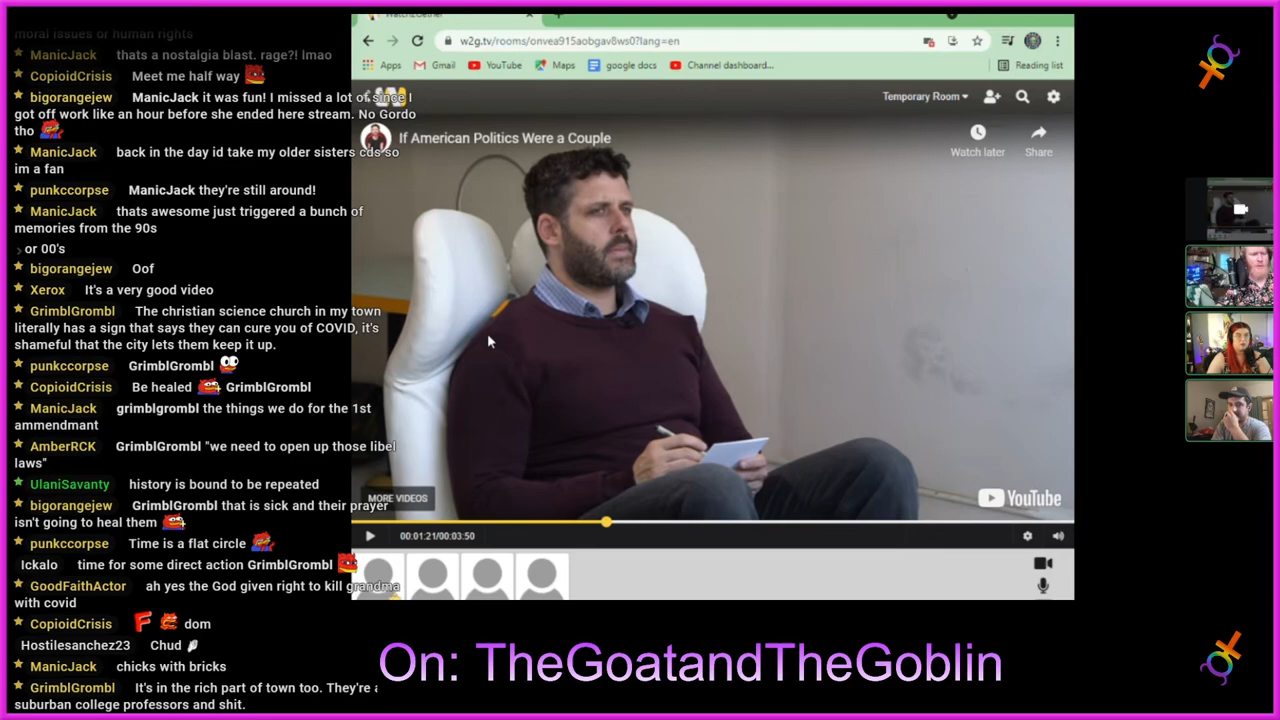 moral issues or human rights
ManicJack thats a nostalgia blast. rage?! lmao
CopioidCrisis Meet me half way
bigorangejew ManicJack it was fun! I missed a lot of since I
got off work like an hour before she ended here stream. No Gordo
tho
ManicJack back in the day id take my older sisters cds so
im a fan
punkccorpse ManicJack they're still around!
ManicJack thats awesome just triggered a bunch of
memories from the 90s
or 00's
bigorangejew Oof
Xerox It's a very good video
GrimblGrombl The christian science church in my town
literally has a sign that says they can cure you of COVID, it's
shameful that the city lets them keep it up.
punkccorpse GrimblGrombl
CopioidCrisis Be healed GrimblGrombl
ManicJack grimblgrombl the things we do for the 1st
ammendmant
AmberRCK GrimblGrombl "we need to open up those libel
laws"
UlaniSavanty history is bound to be repeated
bigorangejew GrimblGrombl that is sick and their prayer
isn't going to heal them
punkccorpse Time is a flat circle
Ickalo time for some direct action GrimblGrombl
GoodFaithActor ah yes the God given right to kill grandma
with covid
CopioidCrisis F dom
Hostilesanchez23 Chud
ManicJack chicks with bricks
GrimblGrombl It's in the rich part of town too. They're a
suburban college professors and shit.
w2g.tv/rooms/onvea915aobgav8ws0?lang=en
Apps Gmail YouTube Maps google docs Channel dashboard... Reading list
Temporary Room
If American Politics Were a Couple
Watch later Share
MORE VIDEOS
YouTube
00:01:21/00:03:50
On: TheGoatandTheGoblin